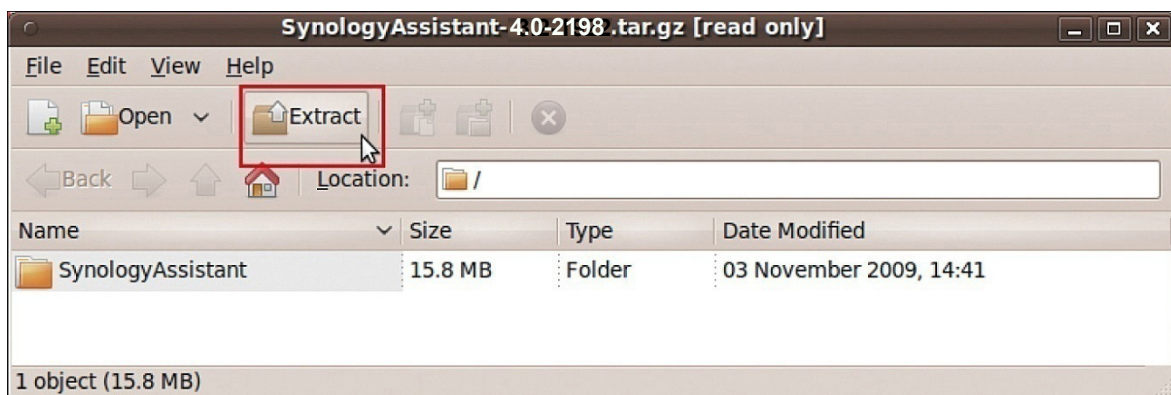 SynologyAssistant-4.0-2198.tar.gz [read only]
File Edit View Help
Open Extract
Back Location: /
Name Size Type Date Modified
SynologyAssistant 15.8 MB Folder 03 November 2009, 14:41
1 object (15.8 MB)